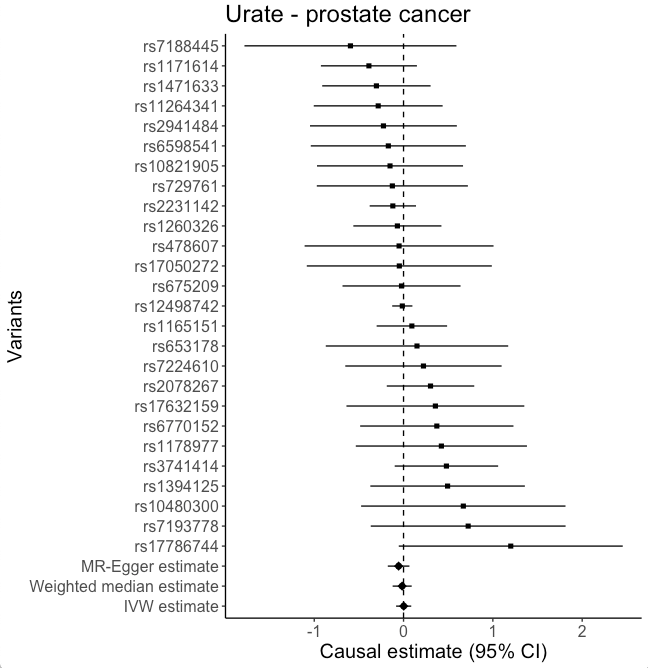 Urate - prostate cancer
Variants
rs7188445
rs1171614
rs1471633
rs11264341
rs2941484
rs6598541
rs10821905
rs729761
rs2231142
rs1260326
rs478607
rs17050272
rs675209
rs12498742
rs1165151
rs653178
rs7224610
rs2078267
rs17632159
rs6770152
rs1178977
rs3741414
rs1394125
rs10480300
rs7193778
rs17786744
MR-Egger estimate
Weighted median estimate
IVW estimate
-1 0 1 2
Causal estimate (95% CI)